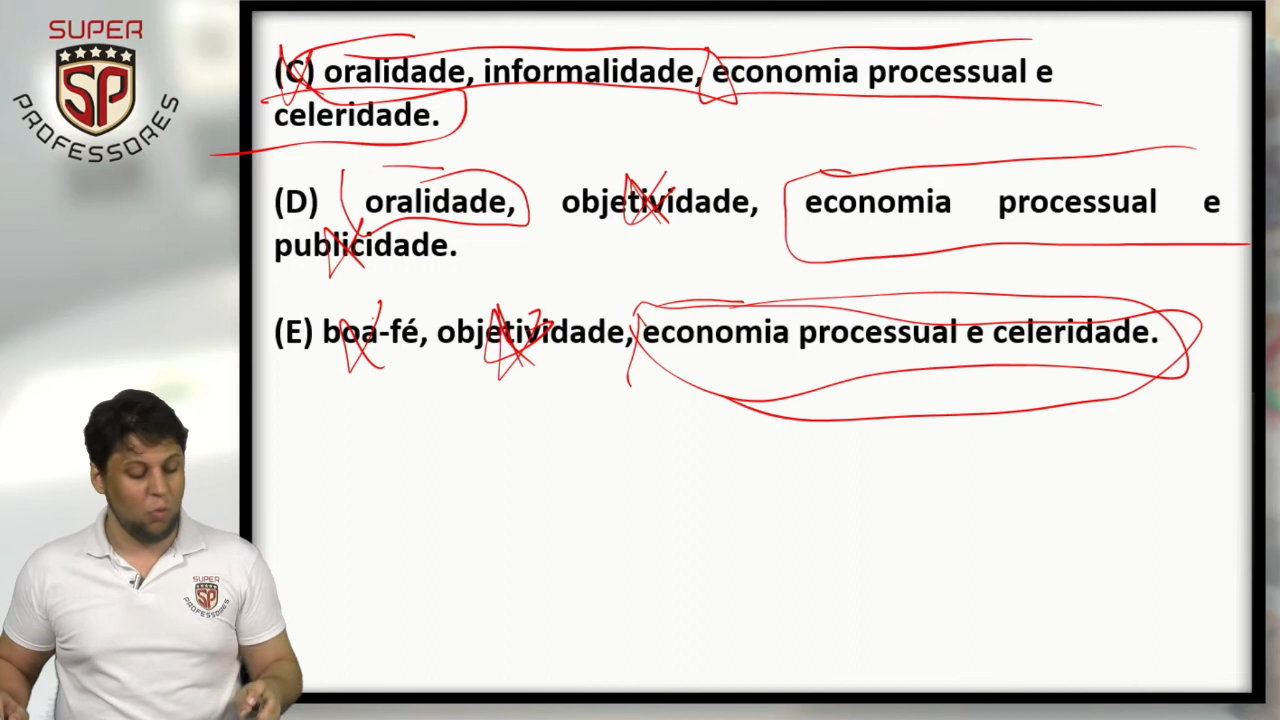 SUPER
SP
PROFESSORES
(C) oralidade, informalidade, economia processual e
celeridade.
(D) oralidade, objetividade, economia processual e
publicidade.
(E) boa-fé, objetividade, economia processual e celeridade.
SUPER
SP
PROFESSORES